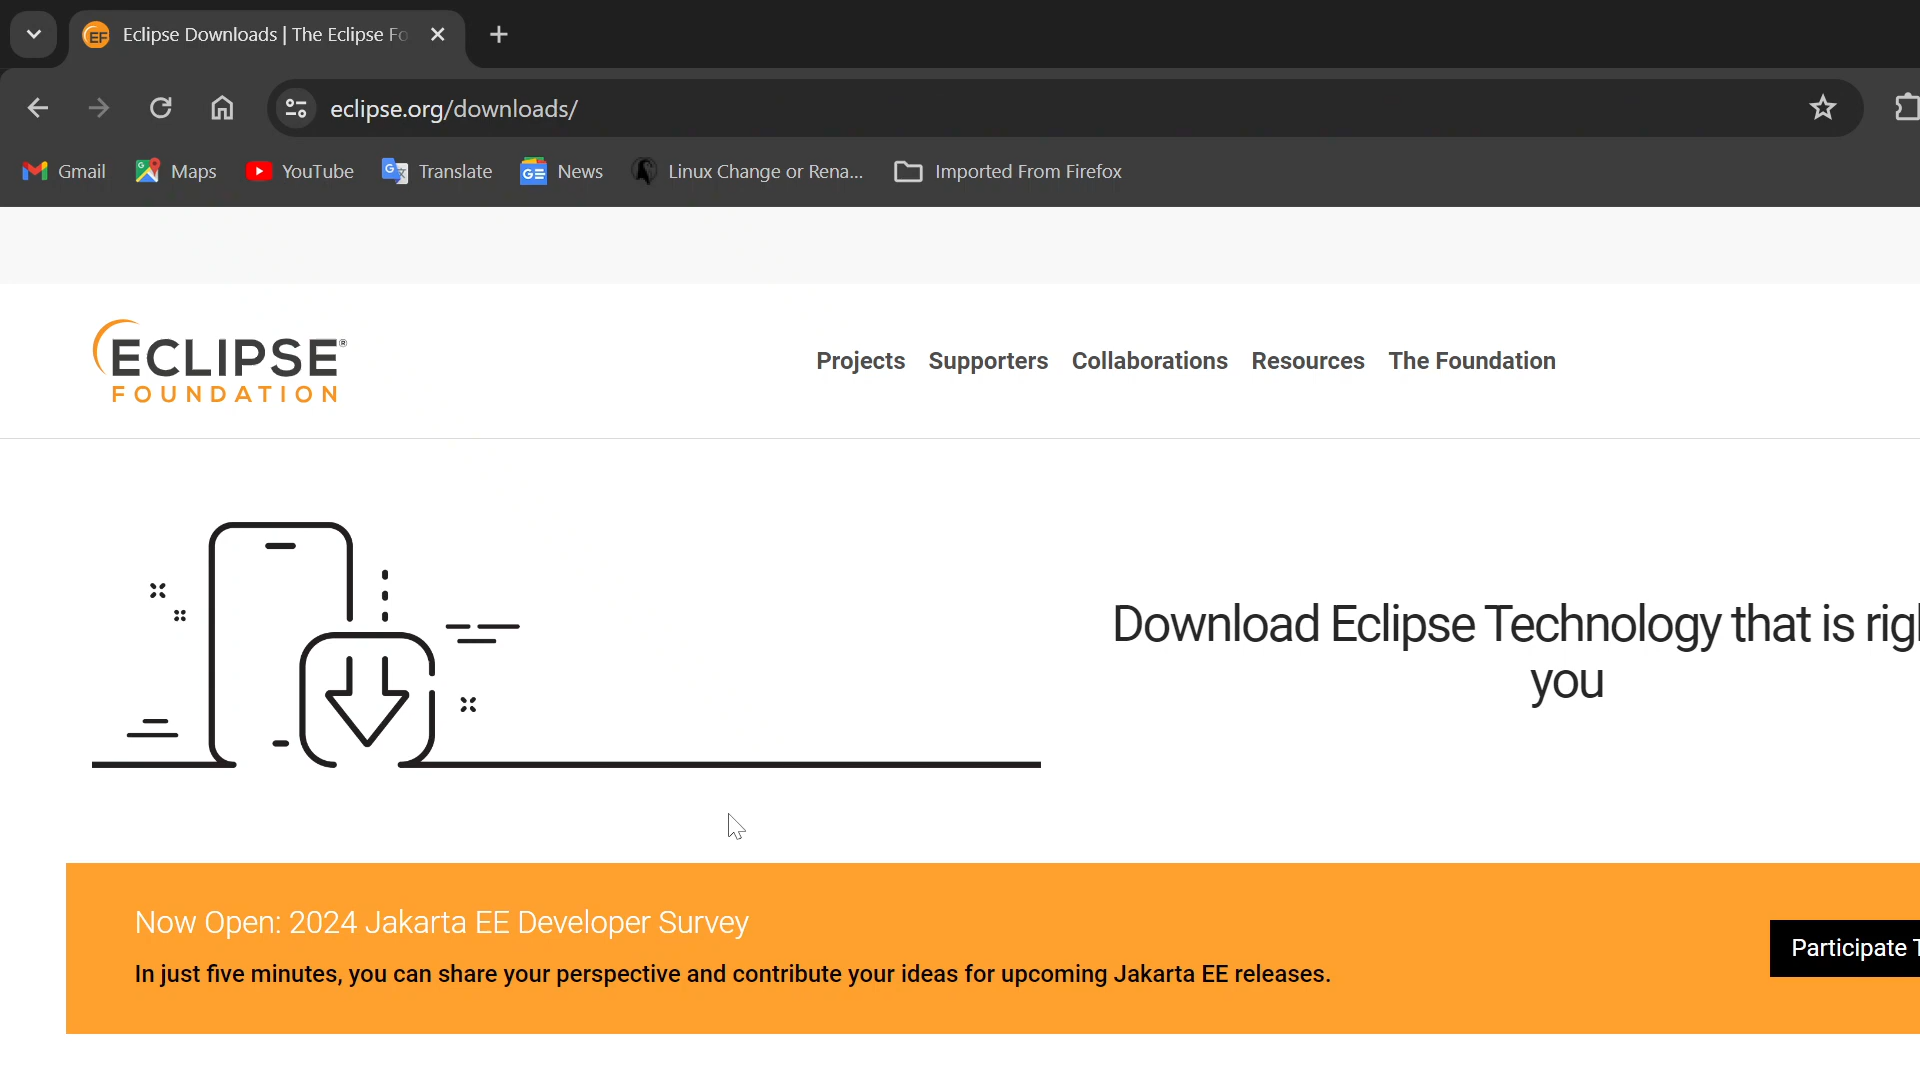 Eclipse Downloads | The Eclipse Fo
eclipse.org/downloads/
Gmail Maps YouTube Translate News Linux Change or Rena... Imported From Firefox
ECLIPSE®
FOUNDATION
Projects Supporters Collaborations Resources The Foundation
Download Eclipse Technology that is righ
you
Now Open: 2024 Jakarta EE Developer Survey
In just five minutes, you can share your perspective and contribute your ideas for upcoming Jakarta EE releases.
Participate T